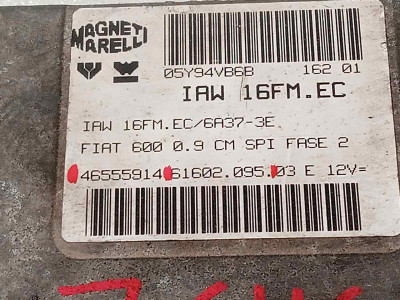 MAGNETI
MARELLI
05Y94VB6B 162 01
IAW 16FM.EC
IAW 16FM.EC/6A37-3E
FIAT 600 0.9 CM SPI FASE 2
46555914 61602.095.03 E 12V=